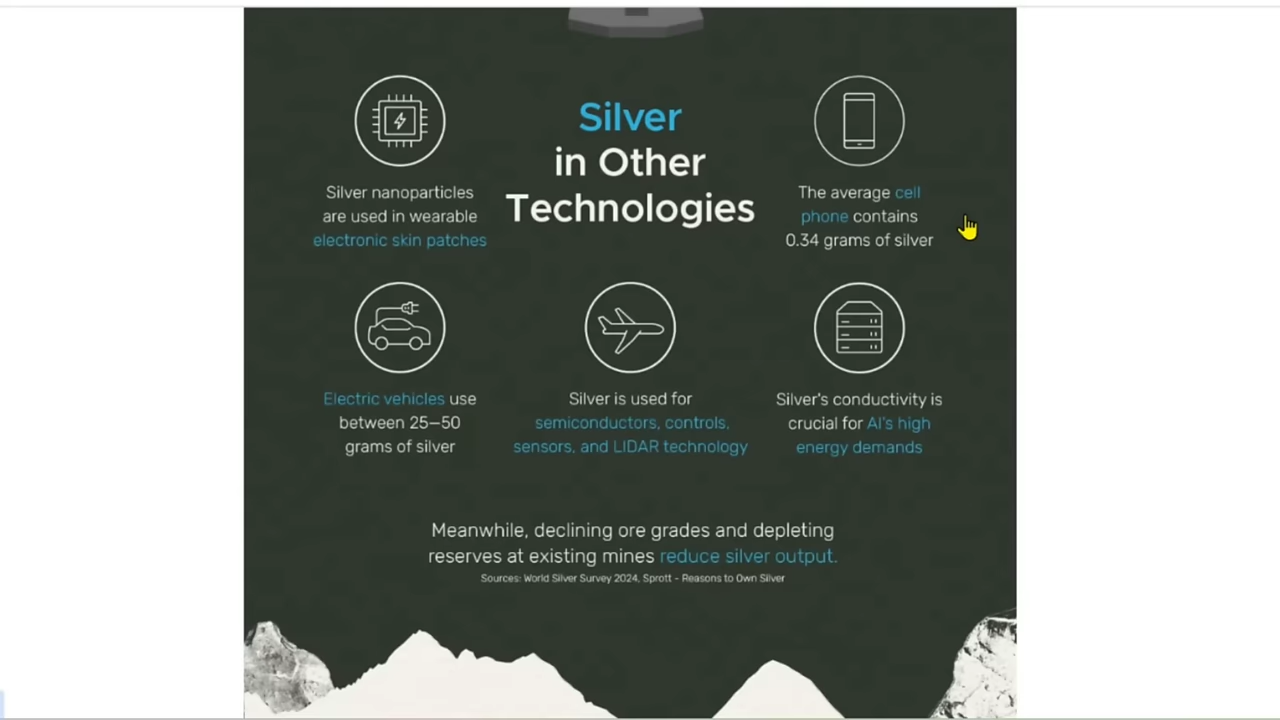 Silver
in Other
Technologies
Silver nanoparticles
are used in wearable
electronic skin patches
The average cell
phone contains
0.34 grams of silver
Electric vehicles use
between 25–50
grams of silver
Silver is used for
semiconductors, controls,
sensors, and LIDAR technology
Silver's conductivity is
crucial for AI's high
energy demands
Meanwhile, declining ore grades and depleting
reserves at existing mines reduce silver output.
Sources: World Silver Survey 2024, Sprott - Reasons to Own Silver